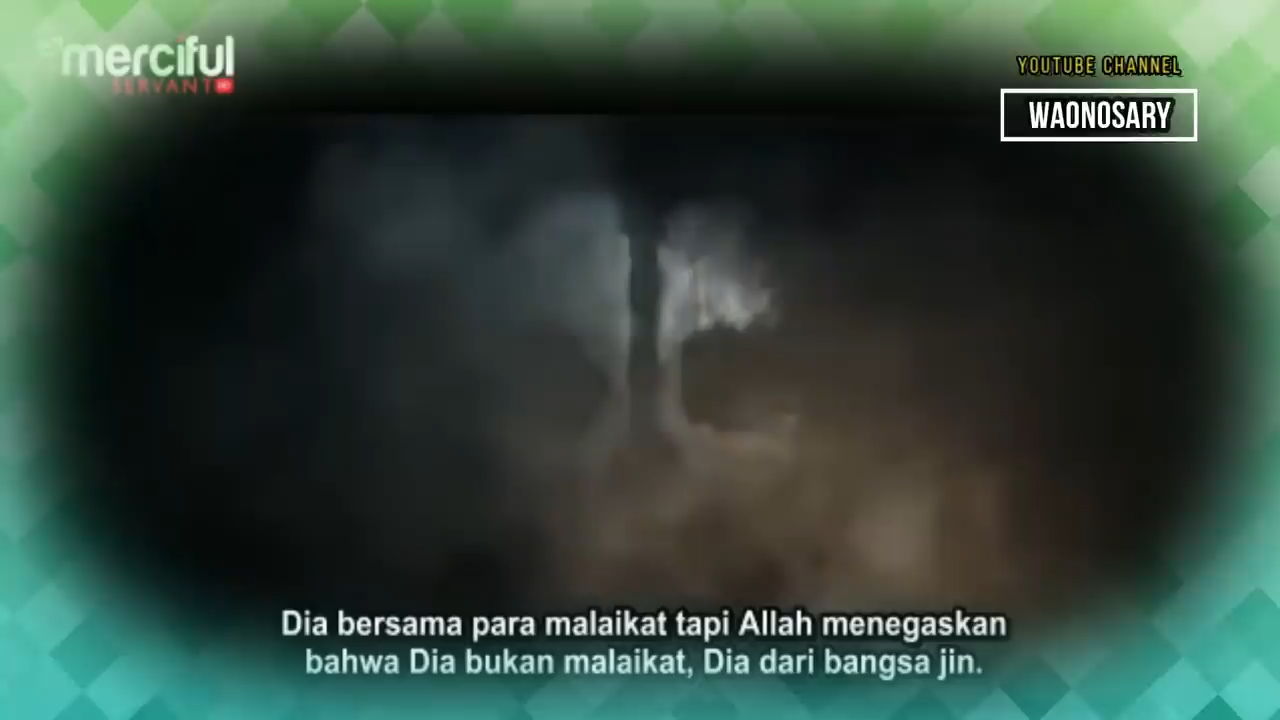 merciful
SERVANT HD
YOUTUBE CHANNEL
WAONOSARY
Dia bersama para malaikat tapi Allah menegaskan
bahwa Dia bukan malaikat, Dia dari bangsa jin.